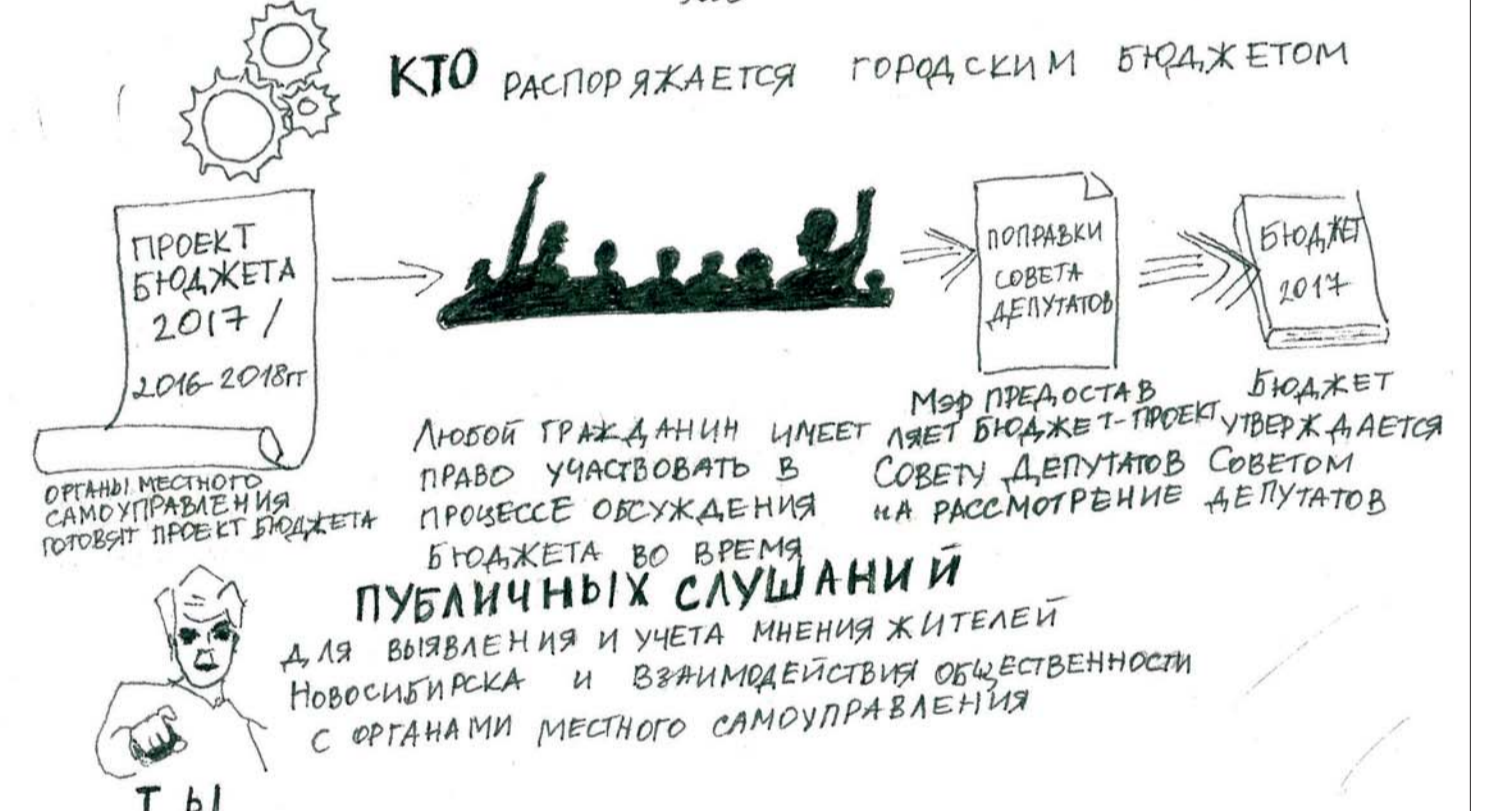 КТО РАСПОРЯЖАЕТСЯ ГОРОДСКИМ БЮДЖЕТОМ
ПРОЕКТ
БЮДЖЕТА
2017 /
2016-2018гг
ПОПРАВКИ
СОВЕТА
ДЕПУТАТОВ
БЮДЖЕТ
2017
ОРГАНЫ МЕСТНОГО
САМОУПРАВЛЕНИЯ
ГОТОВЯТ ПРОЕКТ БЮДЖЕТА
ЛЮБОЙ ГРАЖДАНИН ИМЕЕТ
ПРАВО УЧАСТВОВАТЬ В
ПРОЦЕССЕ ОБСУЖДЕНИЯ
БЮДЖЕТА ВО ВРЕМЯ
ПУБЛИЧНЫХ СЛУШАНИЙ
ДЛЯ ВЫЯВЛЕНИЯ И УЧЕТА МНЕНИЯ ЖИТЕЛЕЙ
НОВОСИБИРСКА И ВЗАИМОДЕЙСТВИЯ ОБЩЕСТВЕННОСТИ
С ОРГАНАМИ МЕСТНОГО САМОУПРАВЛЕНИЯ
МЭР ПРЕДОСТАВ
ЛЯЕТ БЮДЖЕТ-ПРОЕКТ
СОВЕТУ ДЕПУТАТОВ
НА РАССМОТРЕНИЕ
БЮДЖЕТ
УТВЕРЖДАЕТСЯ
СОВЕТОМ
ДЕПУТАТОВ
ТЫ